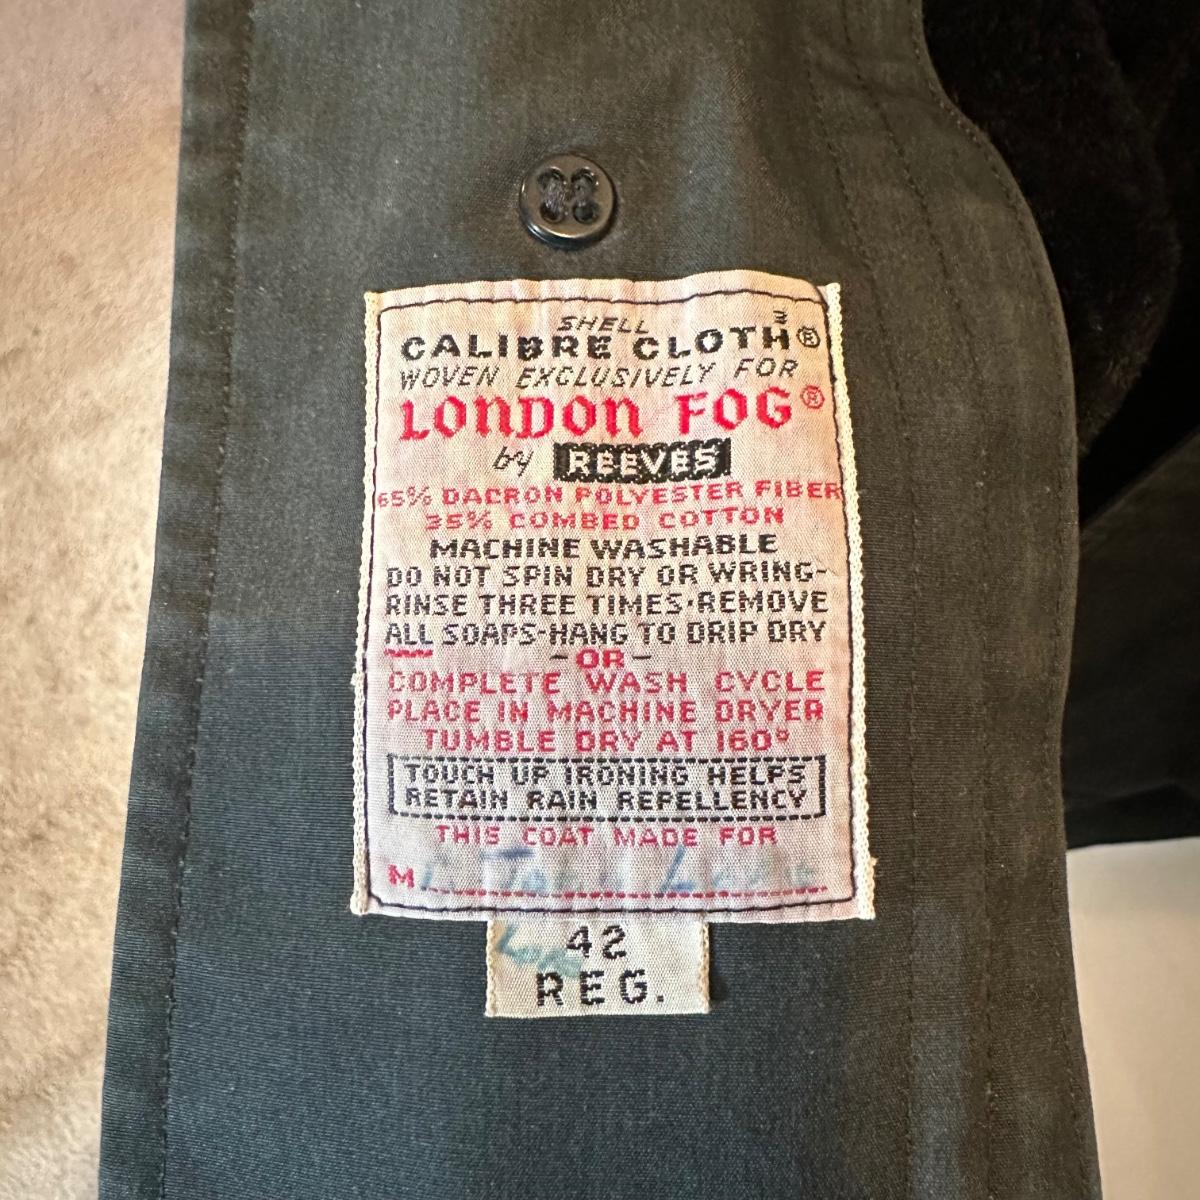 SHELL
CALIBRE CLOTH 3®
WOVEN EXCLUSIVELY FOR
LONDON FOG®
by REEVES
65% DACRON POLYESTER FIBER
35% COMBED COTTON
MACHINE WASHABLE
DO NOT SPIN DRY OR WRING-
RINSE THREE TIMES·REMOVE
ALL SOAPS-HANG TO DRIP DRY
-OR-
COMPLETE WASH CYCLE
PLACE IN MACHINE DRYER
TUMBLE DRY AT 160°
TOUCH UP IRONING HELPS
RETAIN RAIN REPELLENCY
THIS COAT MADE FOR
M
42
REG.